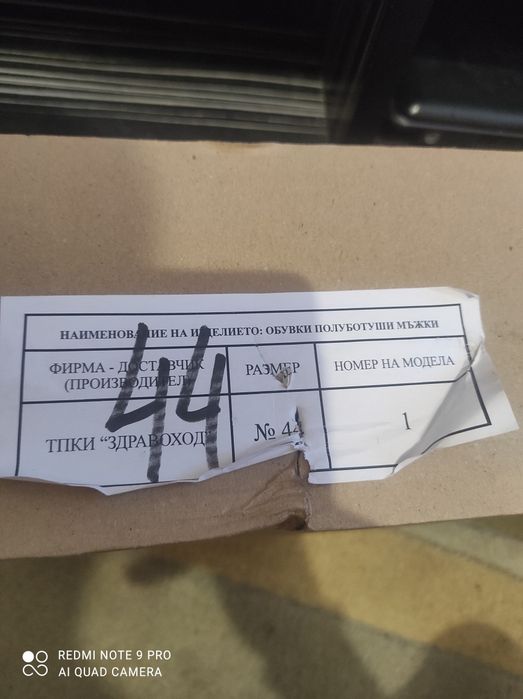 НАИМЕНОВАНИЕ НА ИЗДЕЛИЕТО: ОБУВКИ ПОЛУБОТУШИ МЪЖКИ
ФИРМА - ДОСТАВЧИК
(ПРОИЗВОДИТЕЛ)
РАЗМЕР
НОМЕР НА МОДЕЛА
ТПКИ “ЗДРАВОХОД”
№ 44
1
44
REDMI NOTE 9 PRO
AI QUAD CAMERA